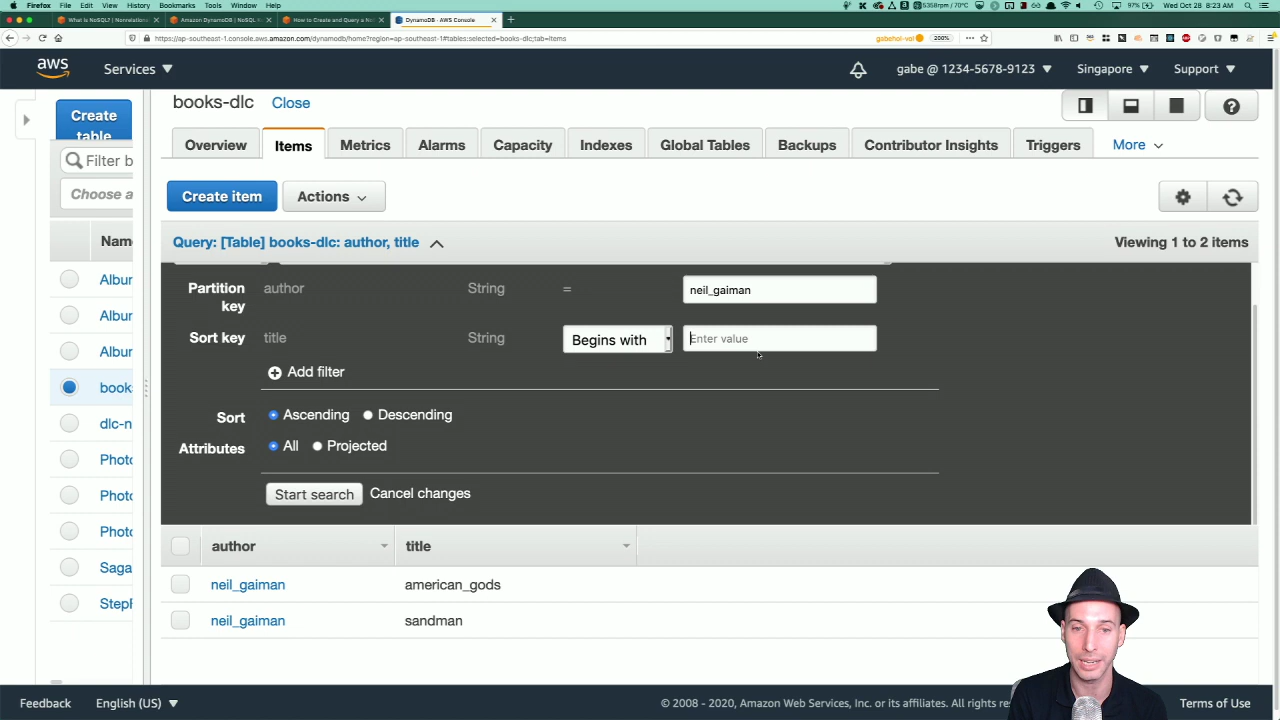 Firefox File Edit View History Bookmarks Tools Window Help
5358rpm / 70°C
97%
Wed Oct 28 8:23 AM
What Is NoSQL? | Nonrelation
Amazon DynamoDB | NoSQL K
How to Create and Query a No
DynamoDB · AWS Console
https://ap-southeast-1.console.aws.amazon.com/dynamodb/home?region=ap-southeast-1#tables:selected=books-dlc;tab=items
200%
aws
Services
gabe @ 1234-5678-9123
Singapore
Support
Create table
books-dlc Close
Filter b
Choose a
Overview Items Metrics Alarms Capacity Indexes Global Tables Backups Contributor Insights Triggers More
Create item Actions
Nam
Query: [Table] books-dlc: author, title
Viewing 1 to 2 items
Album
Album
Album
book
dlc-n
Photo
Photo
Photo
Saga
StepF
Partition key author String = neil_gaiman
Sort key title String Begins with Enter value
Add filter
Sort Ascending Descending
Attributes All Projected
Start search Cancel changes
author title
neil_gaiman american_gods
neil_gaiman sandman
Feedback English (US)
© 2008 - 2020, Amazon Web Services, Inc. or its affiliates. All rights
Terms of Use